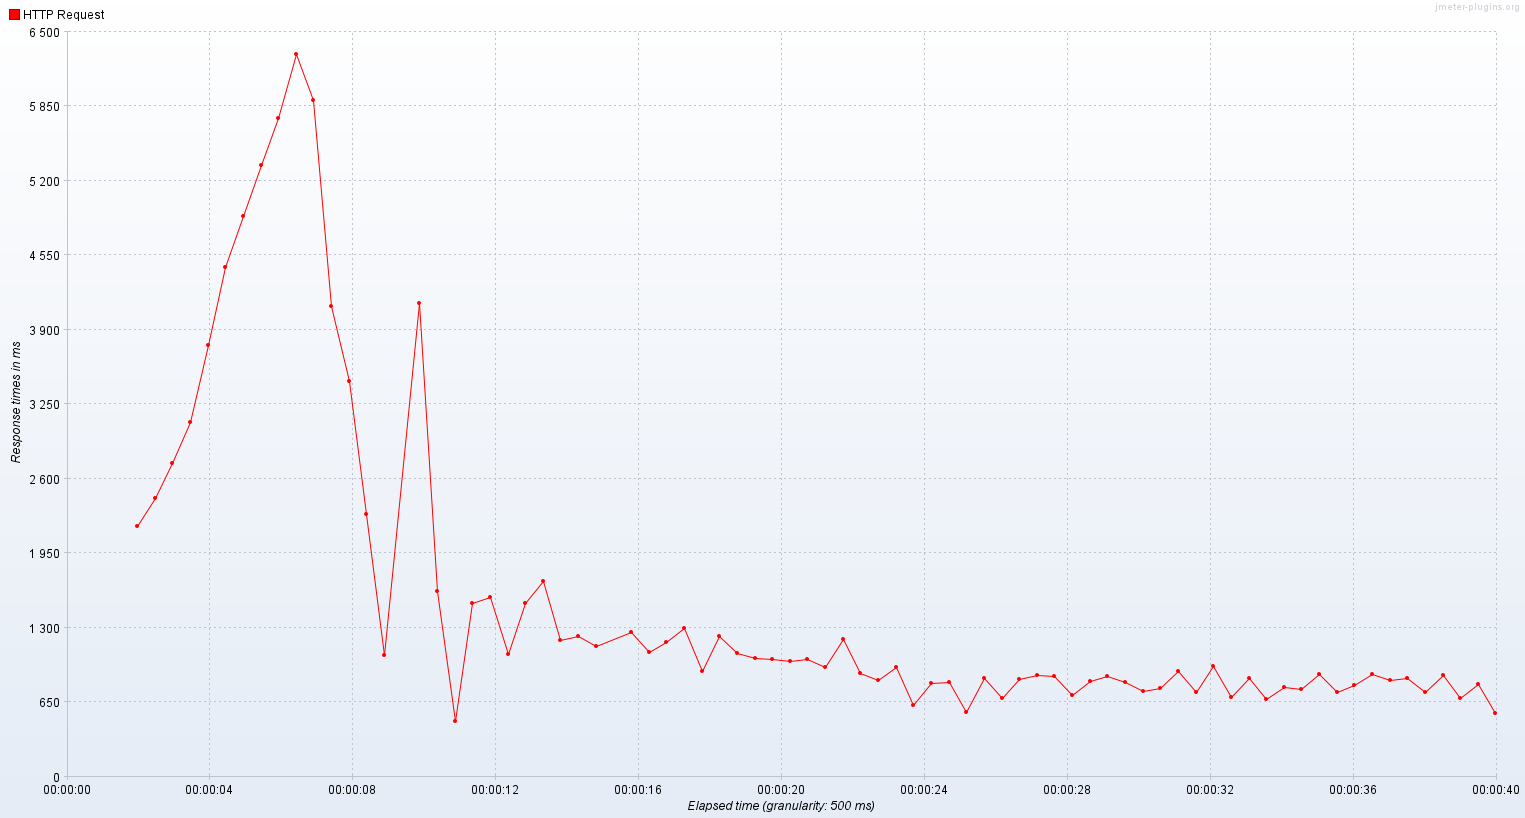 jmeter-plugins.org
HTTP Request
6 500
5 850
5 200
4 550
3 900
3 250
2 600
1 950
1 300
650
0
Response times in ms
00:00:00 00:00:04 00:00:08 00:00:12 00:00:16 00:00:20 00:00:24 00:00:28 00:00:32 00:00:36 00:00:40
Elapsed time (granularity: 500 ms)